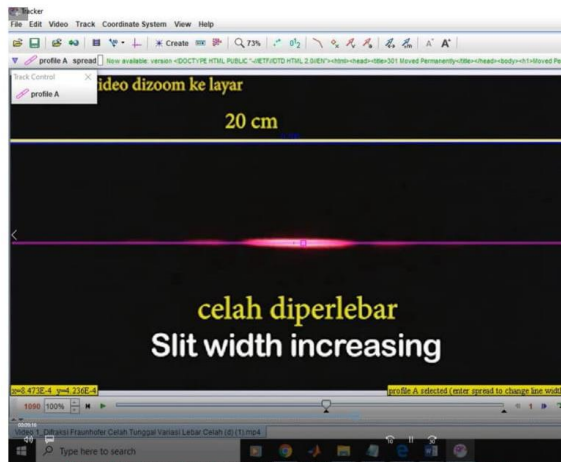 Tracker
File Edit Video Track Coordinate System View Help
Create 73%
profile A spread Now available: version <!DOCTYPE HTML PUBLIC "-//IETF//DTD HTML 2.0//EN"><html><head><title>301 Moved Permanently</title></head><body><h1>Moved Pe
Track Control
profile A
ideo dizoom ke layar
20 cm
celah diperlebar
Slit width increasing
x=8.473E-4 y=4.236E-4
profile A selected (enter spread to change line width
1090 100% 1
Video 1_Difraksi Fraunhofer Celah Tunggal Variasi Lebar Celah (d) (1).mp4
Type here to search